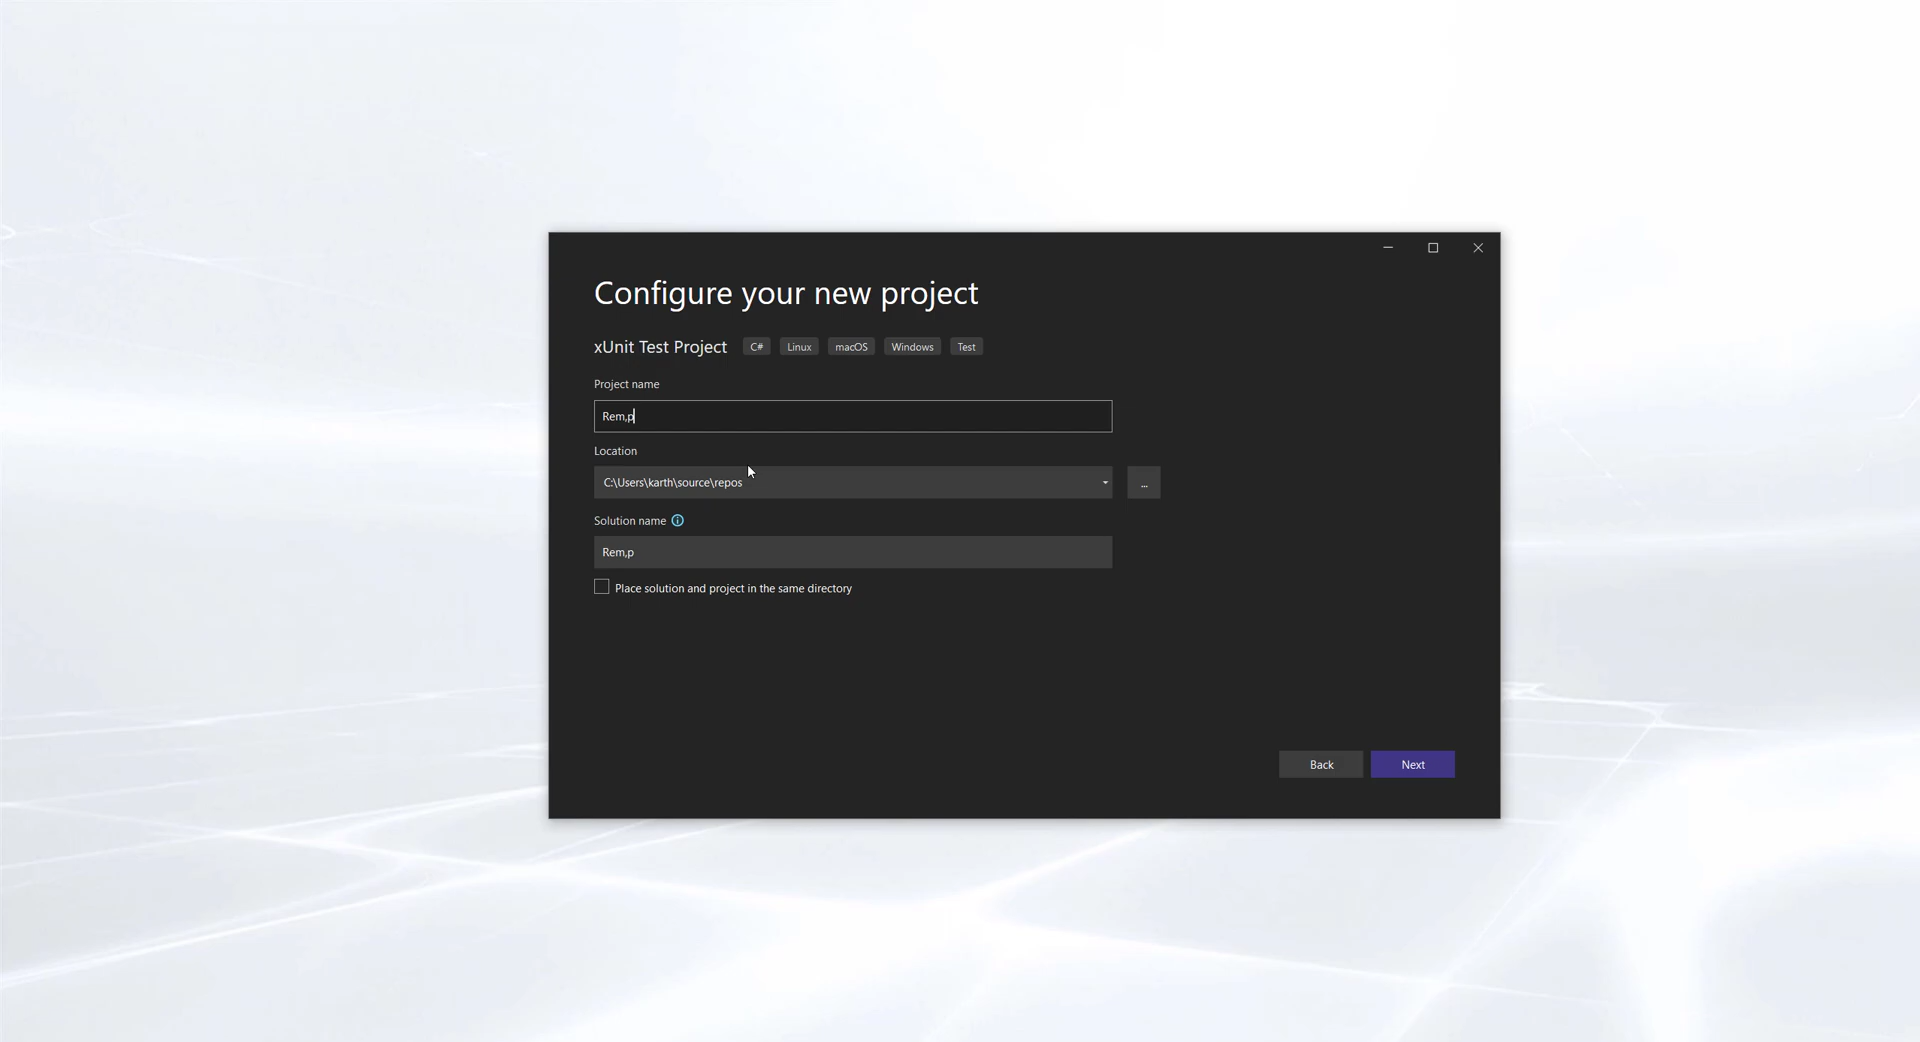 Configure your new project
xUnit Test Project C# Linux macOS Windows Test
Project name
Rem,p
Location
C:\Users\karth\source\repos
...
Solution name
Rem,p
Place solution and project in the same directory
Back Next